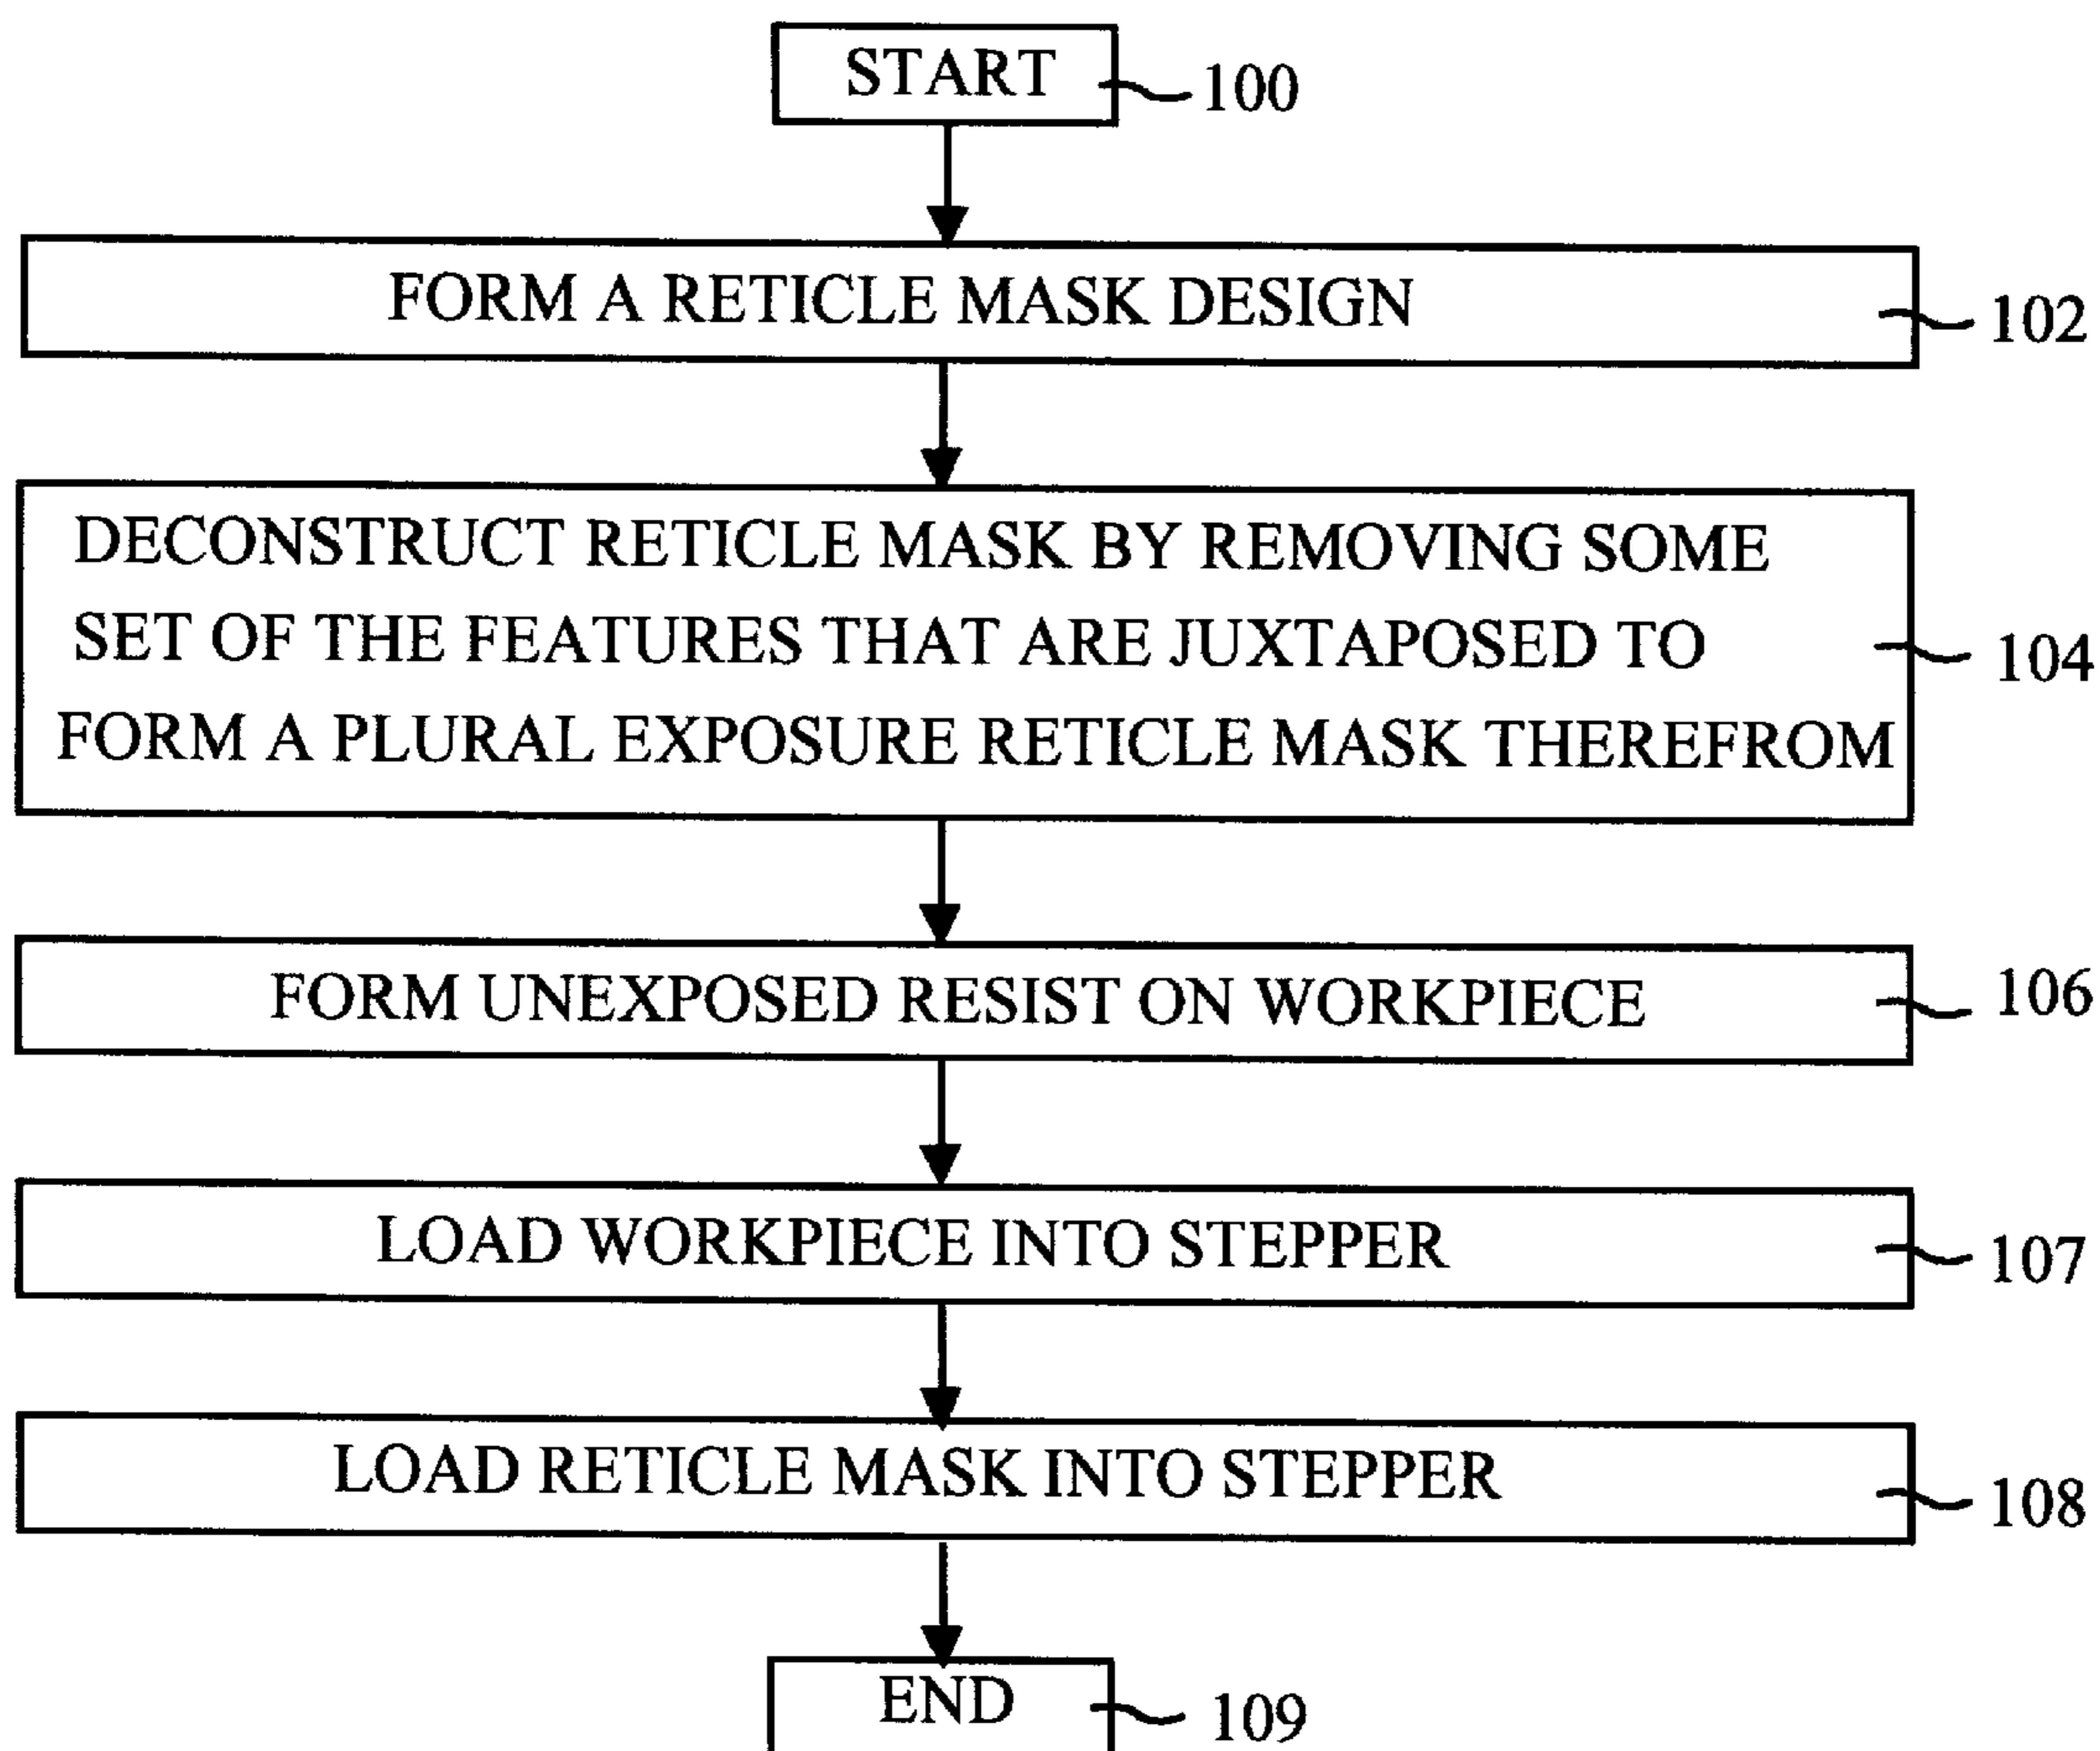 START 100
FORM A RETICLE MASK DESIGN 102
DECONSTRUCT RETICLE MASK BY REMOVING SOME
SET OF THE FEATURES THAT ARE JUXTAPOSED TO 104
FORM A PLURAL EXPOSURE RETICLE MASK THEREFROM
FORM UNEXPOSED RESIST ON WORKPIECE 106
LOAD WORKPIECE INTO STEPPER 107
LOAD RETICLE MASK INTO STEPPER 108
END 109